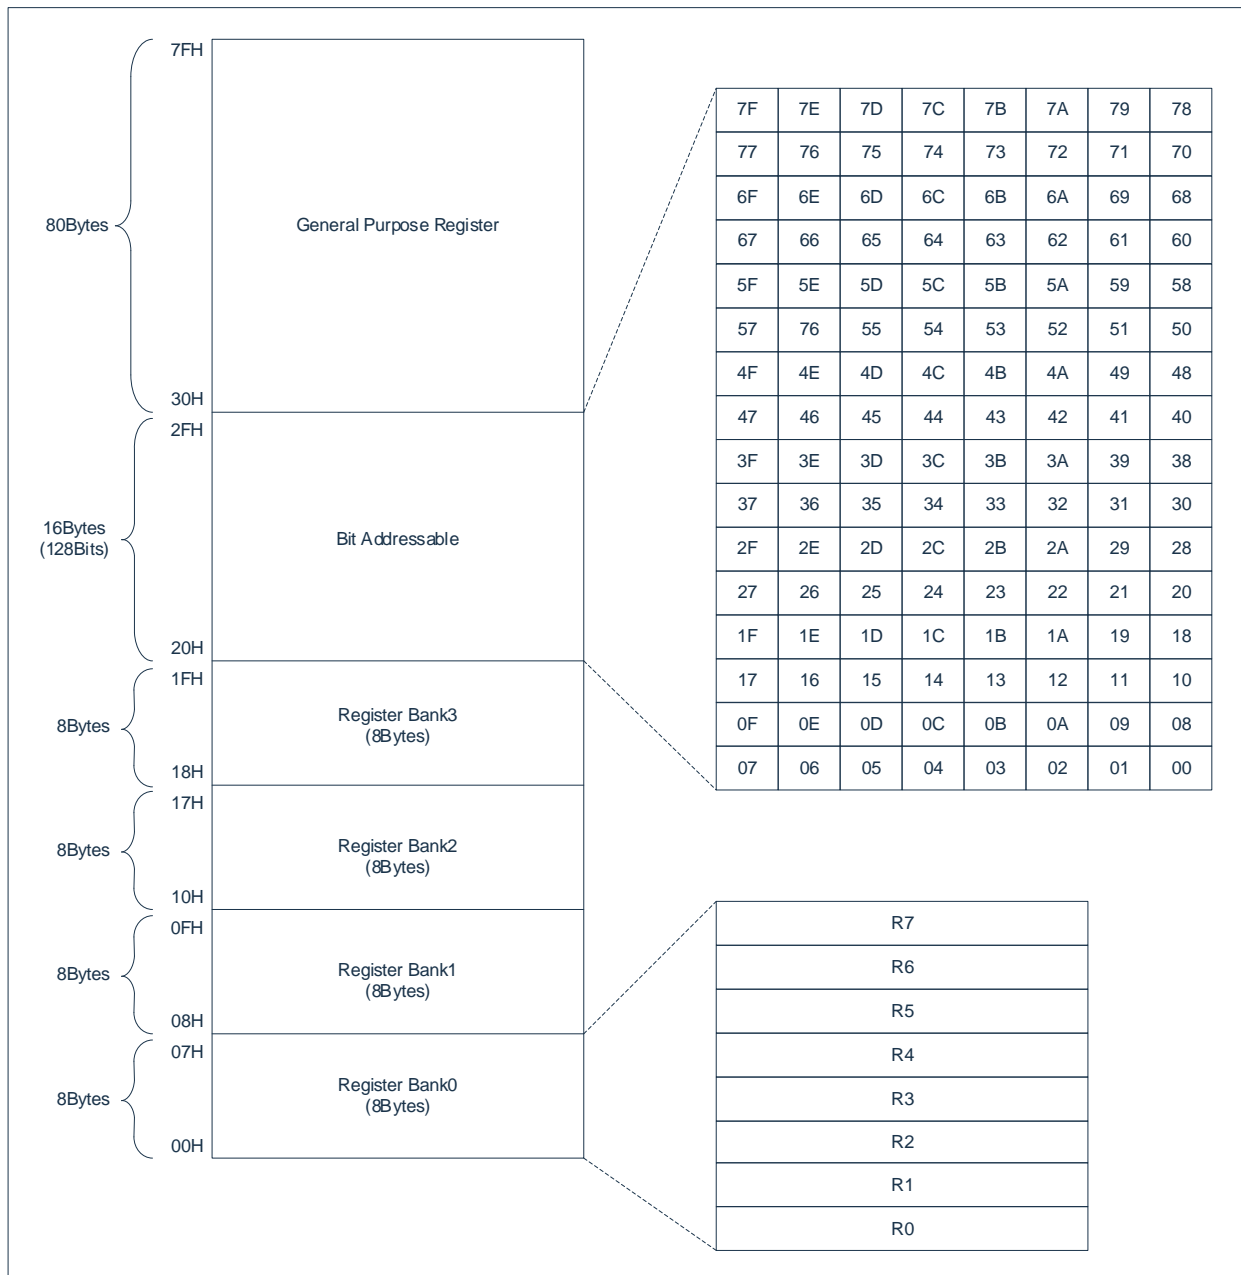 7FH
80Bytes
General Purpose Register
30H
2FH
16Bytes
(128Bits)
Bit Addressable
20H
1FH
8Bytes
Register Bank3
(8Bytes)
18H
17H
8Bytes
Register Bank2
(8Bytes)
10H
0FH
8Bytes
Register Bank1
(8Bytes)
08H
07H
8Bytes
Register Bank0
(8Bytes)
00H
7F 7E 7D 7C 7B 7A 79 78
77 76 75 74 73 72 71 70
6F 6E 6D 6C 6B 6A 69 68
67 66 65 64 63 62 61 60
5F 5E 5D 5C 5B 5A 59 58
57 76 55 54 53 52 51 50
4F 4E 4D 4C 4B 4A 49 48
47 46 45 44 43 42 41 40
3F 3E 3D 3C 3B 3A 39 38
37 36 35 34 33 32 31 30
2F 2E 2D 2C 2B 2A 29 28
27 26 25 24 23 22 21 20
1F 1E 1D 1C 1B 1A 19 18
17 16 15 14 13 12 11 10
0F 0E 0D 0C 0B 0A 09 08
07 06 05 04 03 02 01 00
R7
R6
R5
R4
R3
R2
R1
R0